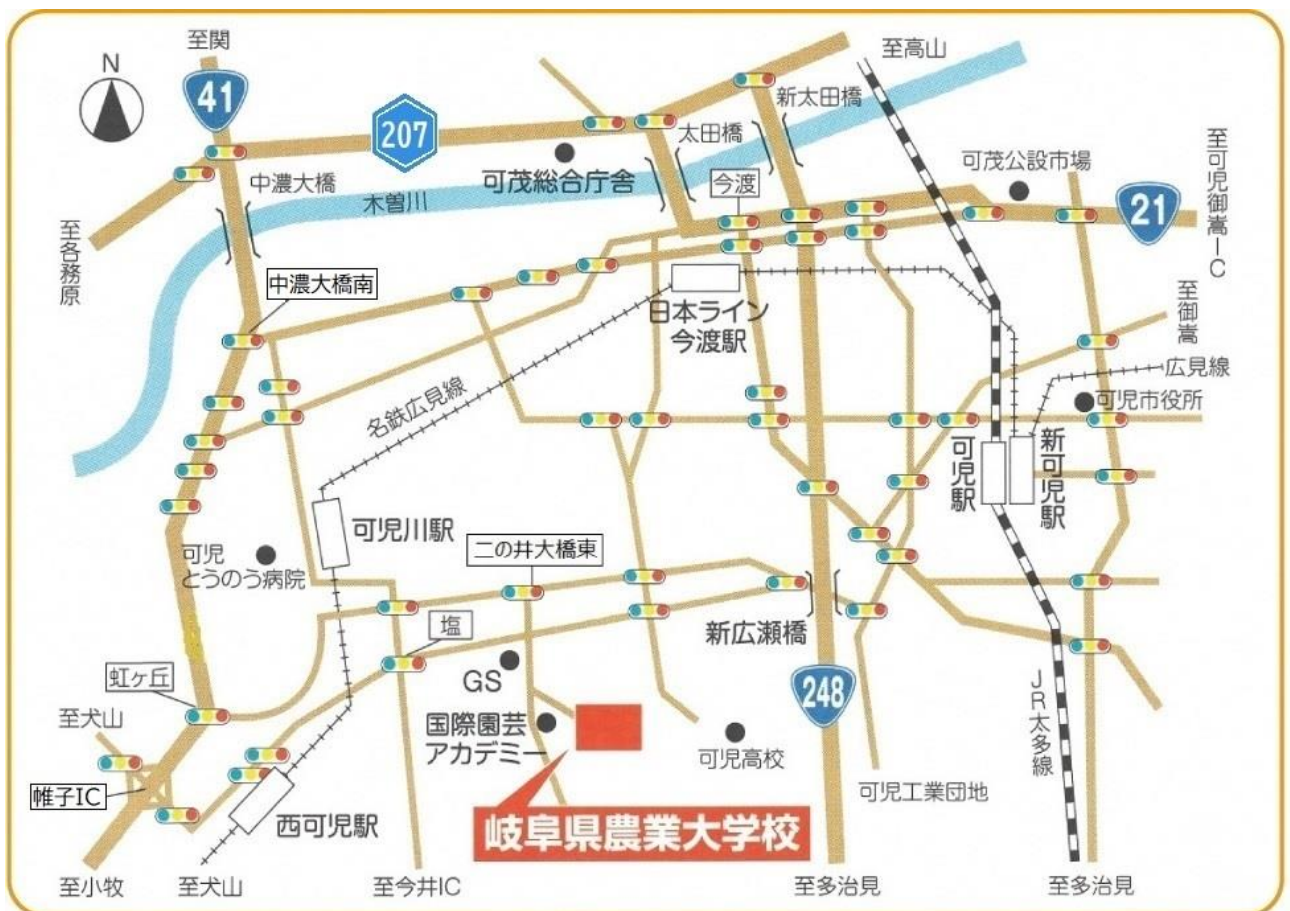 至関
N
41
207
至高山
新太田橋
太田橋
可茂総合庁舎
今渡
可茂公設市場
至可児御嵩IC
21
中濃大橋
木曽川
至各務原
中濃大橋南
日本ライン
今渡駅
至御嵩
広見線
可児市役所
名鉄広見線
可児駅
新可児駅
可児川駅
二の井大橋東
可児
とうのう病院
塩
新広瀬橋
虹ヶ丘
GS
248
JR太多線
至犬山
国際園芸
アカデミー
可児高校
帷子IC
可児工業団地
西可児駅
岐阜県農業大学校
至小牧
至犬山
至今井IC
至多治見
至多治見